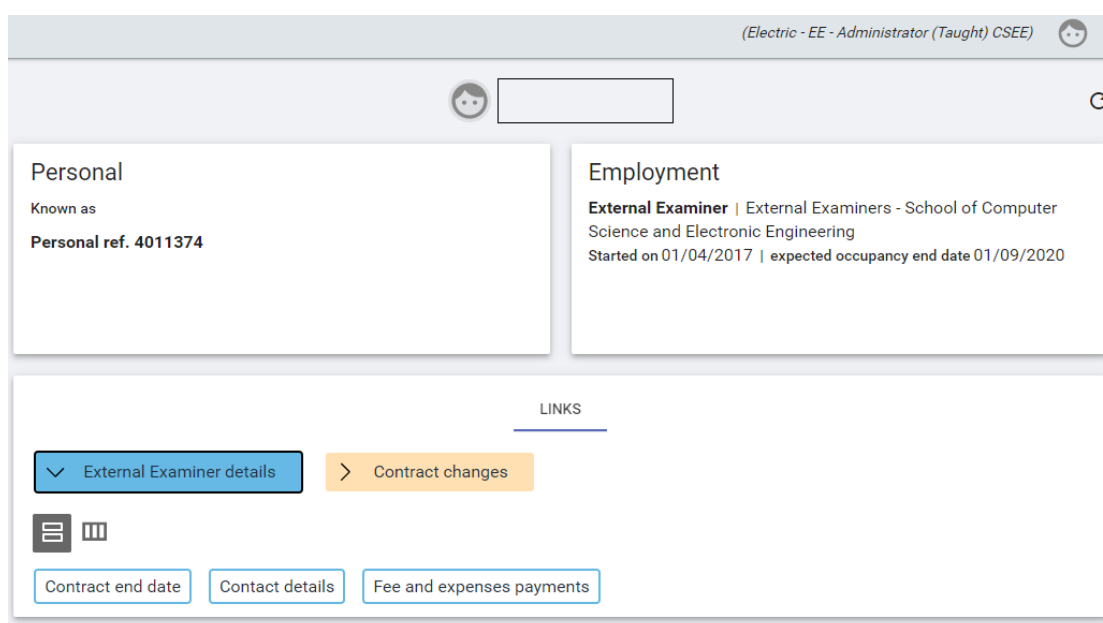 (Electric - EE - Administrator (Taught) CSEE)
Personal
Known as
Personal ref. 4011374
Employment
External Examiner | External Examiners - School of Computer
Science and Electronic Engineering
Started on 01/04/2017 | expected occupancy end date 01/09/2020
LINKS
External Examiner details
Contract changes
Contract end date
Contact details
Fee and expenses payments